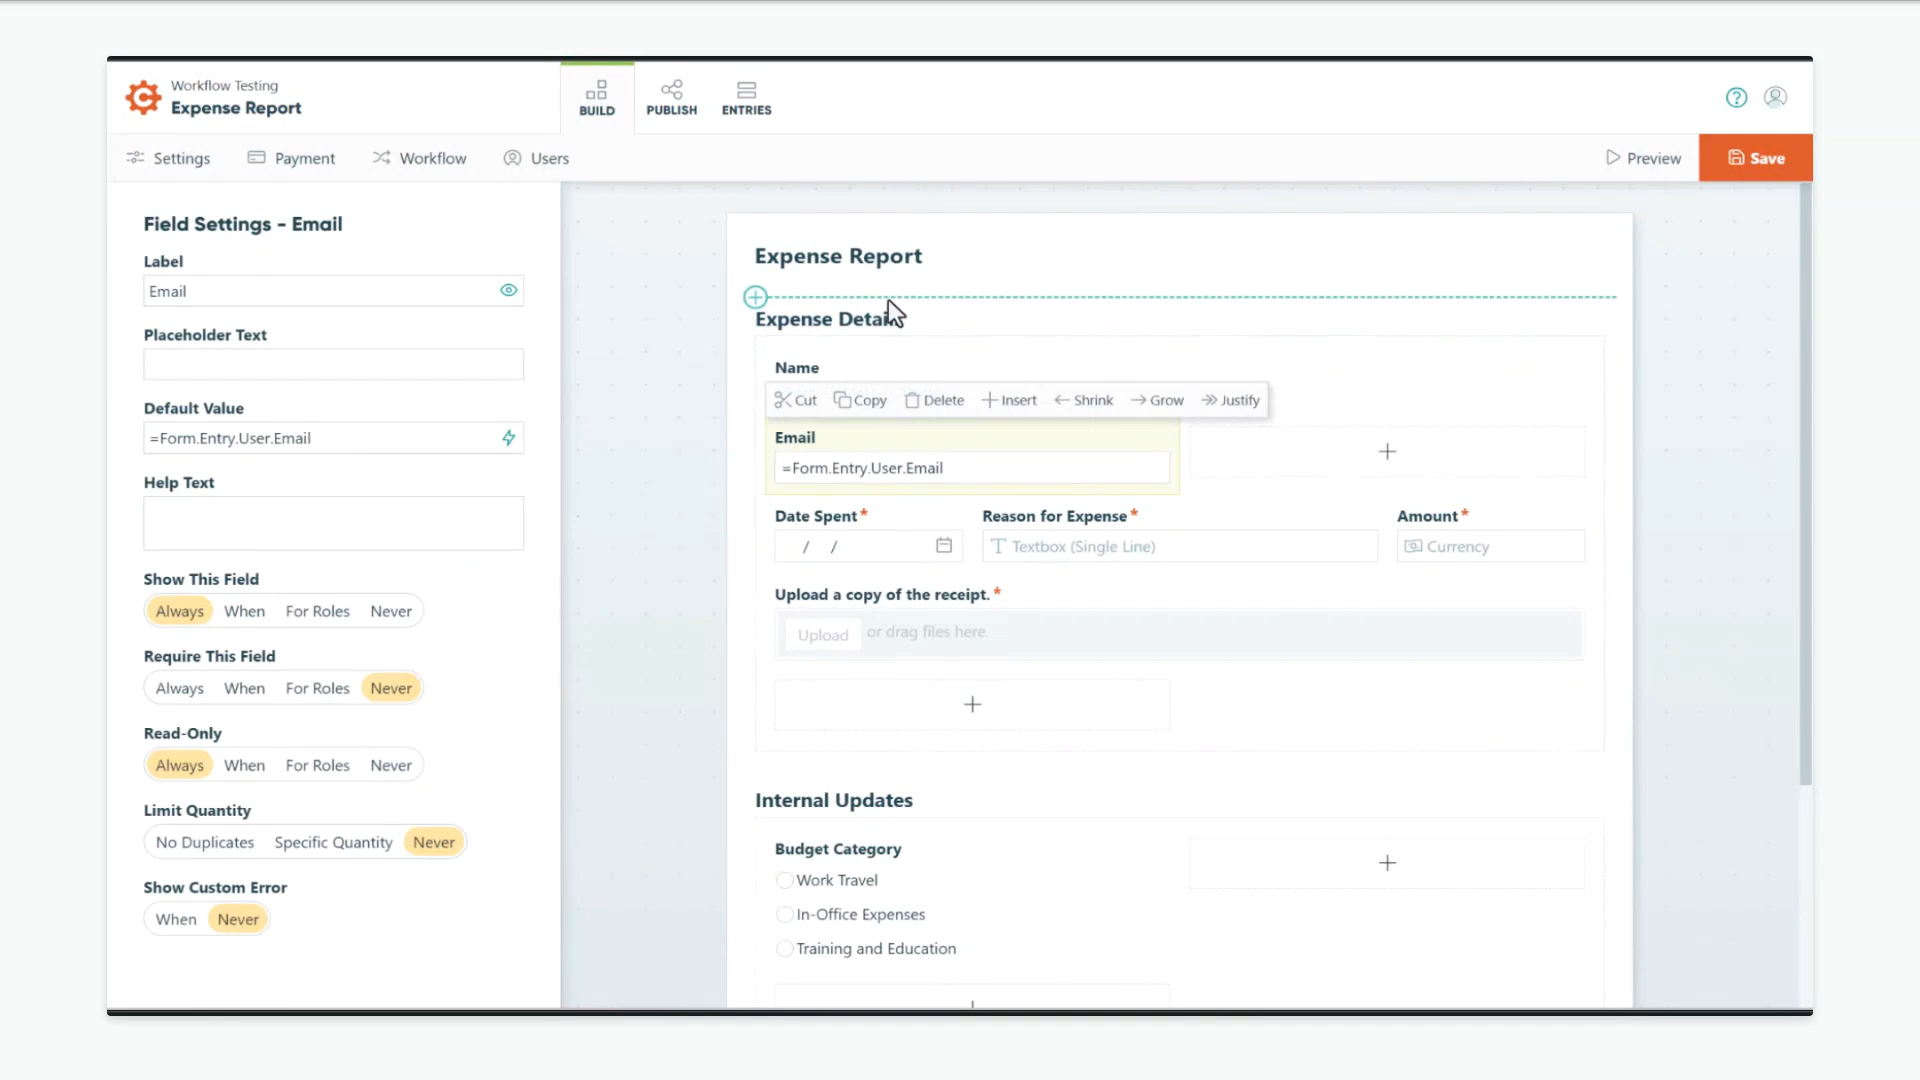 Workflow Testing
Expense Report
BUILD
PUBLISH
ENTRIES
Settings
Payment
Workflow
Users
Preview
Save
Field Settings - Email
Label
Email
Placeholder Text
Default Value
=Form.Entry.User.Email
Help Text
Show This Field
Always When For Roles Never
Require This Field
Always When For Roles Never
Read-Only
Always When For Roles Never
Limit Quantity
No Duplicates Specific Quantity Never
Show Custom Error
When Never
Expense Report
Expense Details
Name
Cut Copy Delete Insert Shrink Grow Justify
Email
=Form.Entry.User.Email
Date Spent* Reason for Expense* Amount*
/ / Textbox (Single Line) Currency
Upload a copy of the receipt.*
Upload or drag files here.
Internal Updates
Budget Category
Work Travel
In-Office Expenses
Training and Education